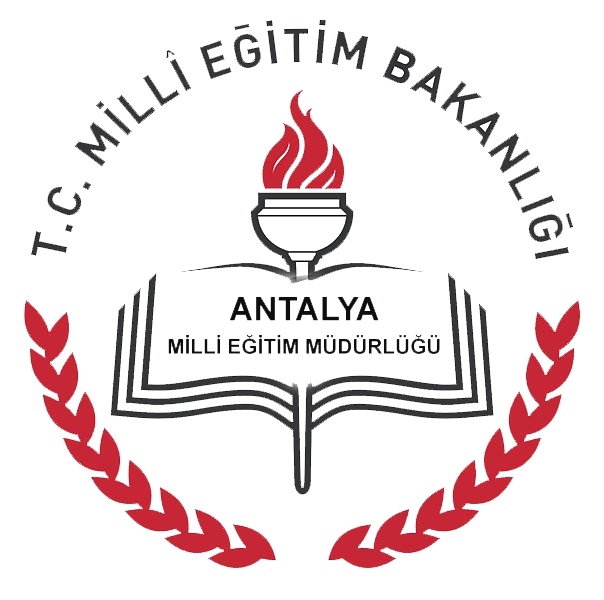 T.C. MİLLÎ EĞİTİM BAKANLIĞI
ANTALYA
MİLLİ EĞİTİM MÜDÜRLÜĞÜ